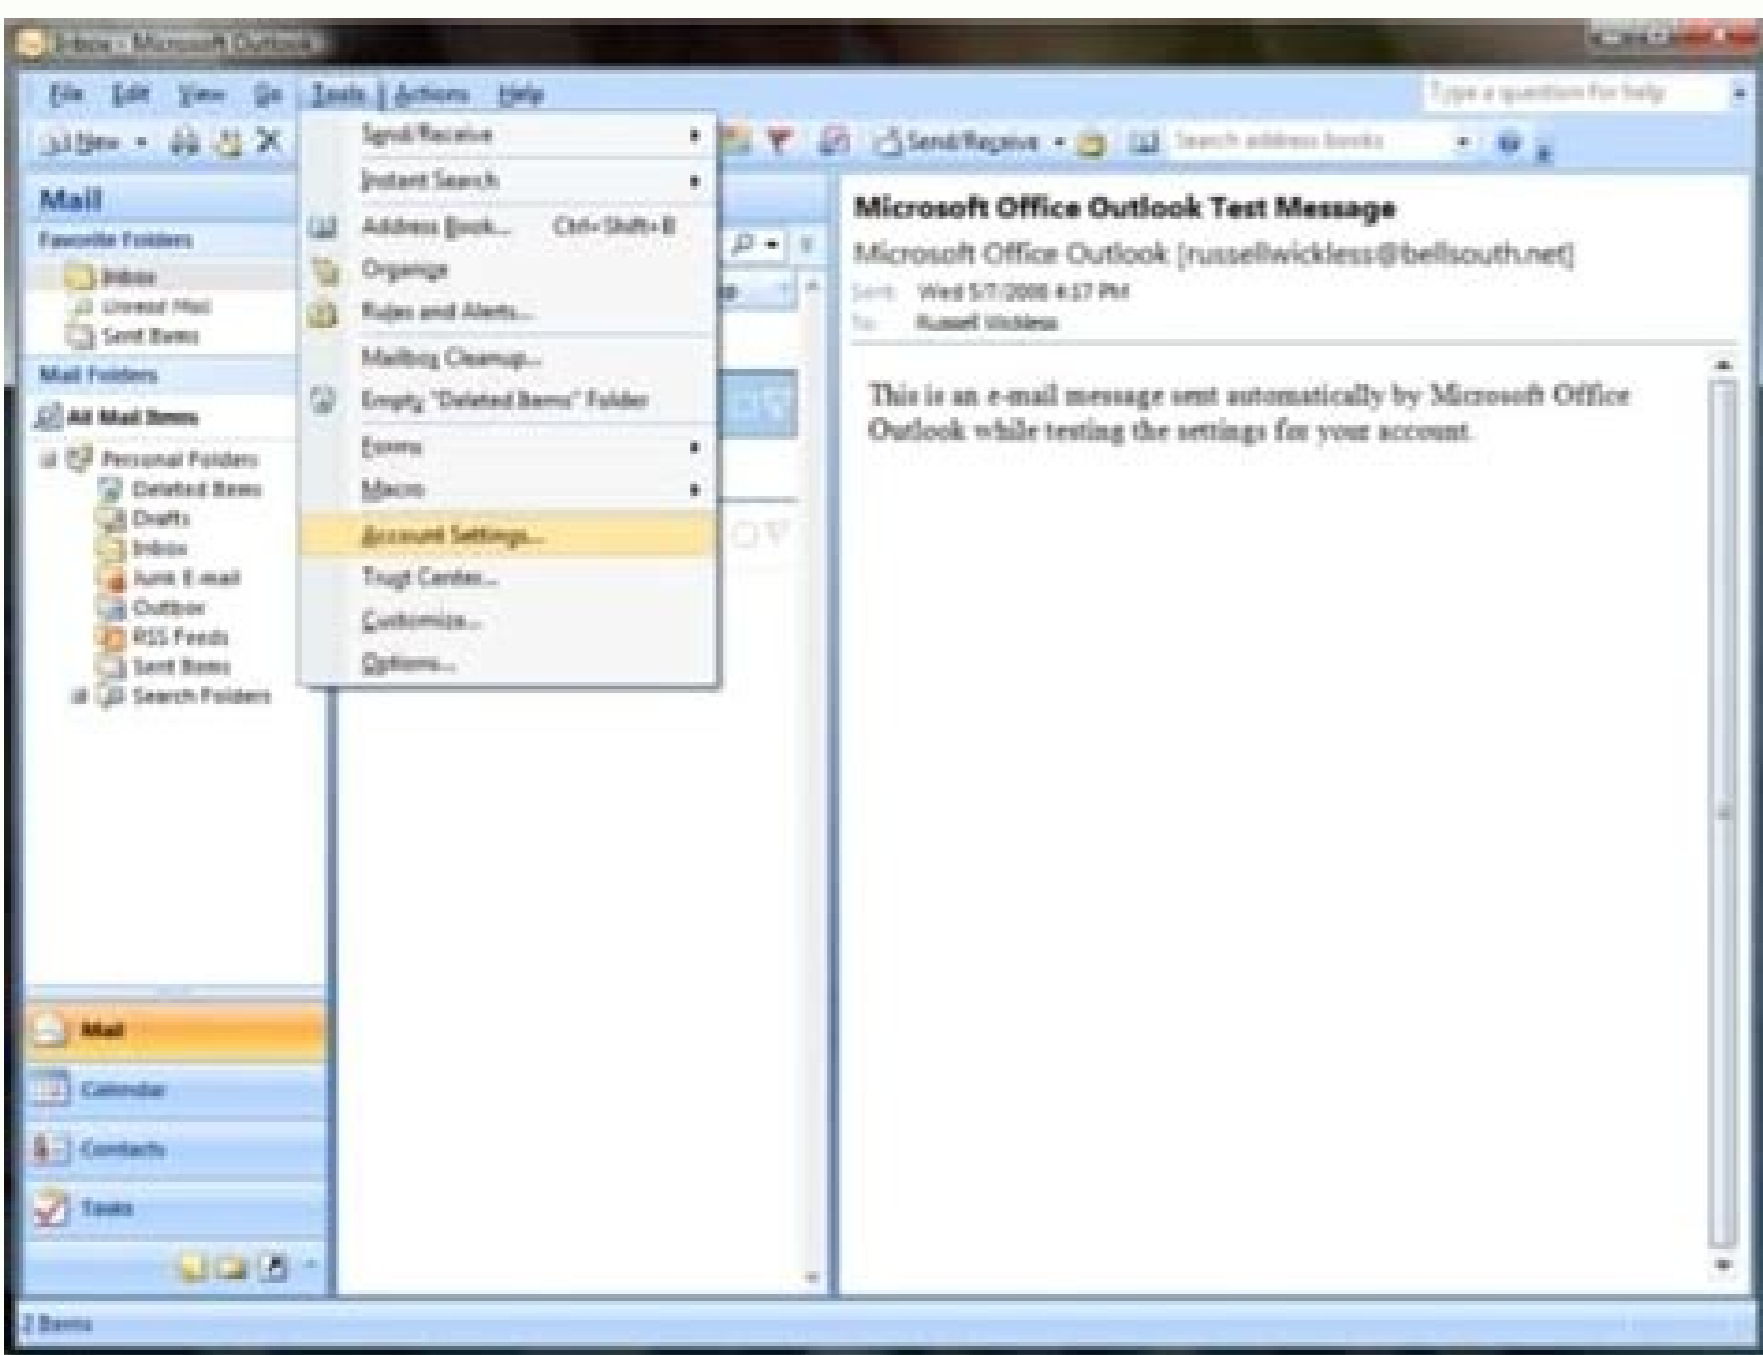 Inbox - Microsoft Outlook
File Edit View Go Tools Actions Help
Type a question for help
New
Send/Receive
Search address books
Mail
Favorite Folders
Inbox
Unread Mail
Sent Items
Mail Folders
All Mail Items
Personal Folders
Deleted Items
Drafts
Inbox
Junk E-mail
Outbox
RSS Feeds
Sent Items
Search Folders
Mail
Calendar
Contacts
Tasks
2 Items
Send/Receive
Instant Search
Address Book... Ctrl+Shift+B
Organize
Rules and Alerts...
Mailbox Cleanup...
Empty "Deleted Items" Folder
Forms
Macro
Account Settings...
Trust Center...
Customize...
Options...
Microsoft Office Outlook Test Message
Microsoft Office Outlook [russellwickless@bellsouth.net]
Sent: Wed 5/7/2008 4:17 PM
To: Russell Wickless
This is an e-mail message sent automatically by Microsoft Office
Outlook while testing the settings for your account.